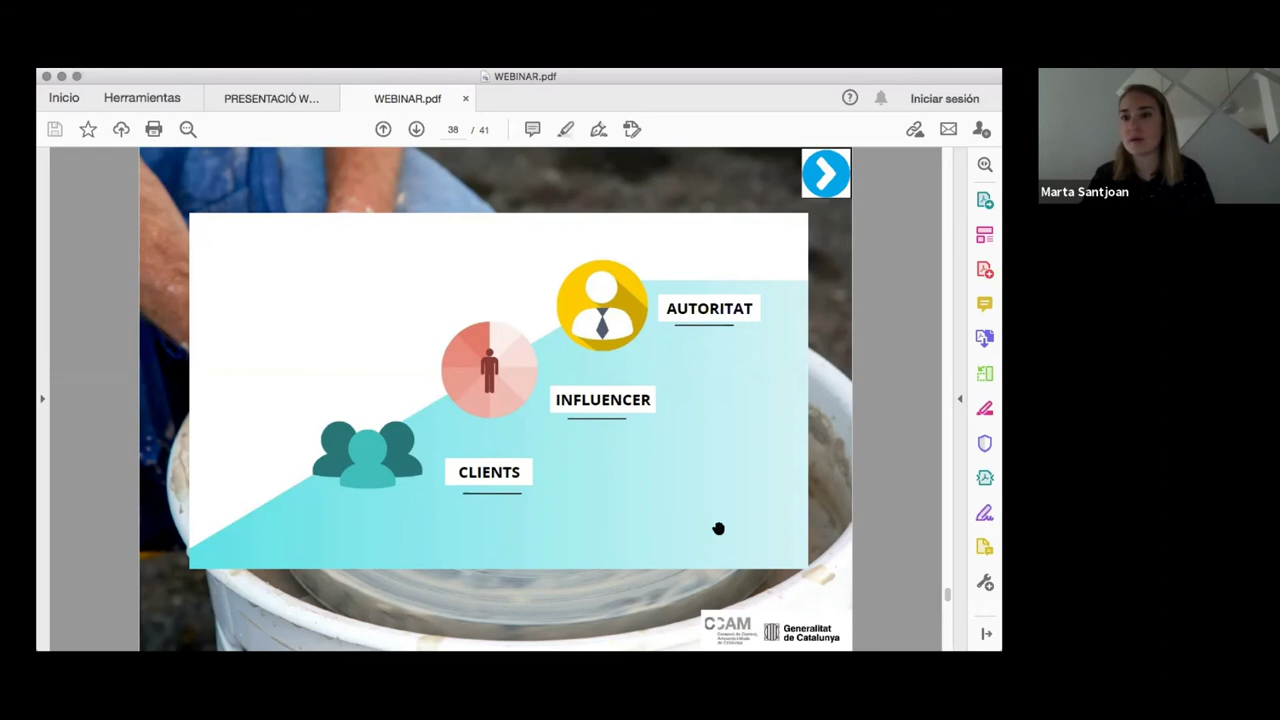 WEBINAR.pdf
Inicio
Herramientas
PRESENTACIÓ W...
WEBINAR.pdf
×
Iniciar sesión
38 / 41
Marta Santjoan
AUTORITAT
INFLUENCER
CLIENTS
CCAM
Generalitat
de Catalunya